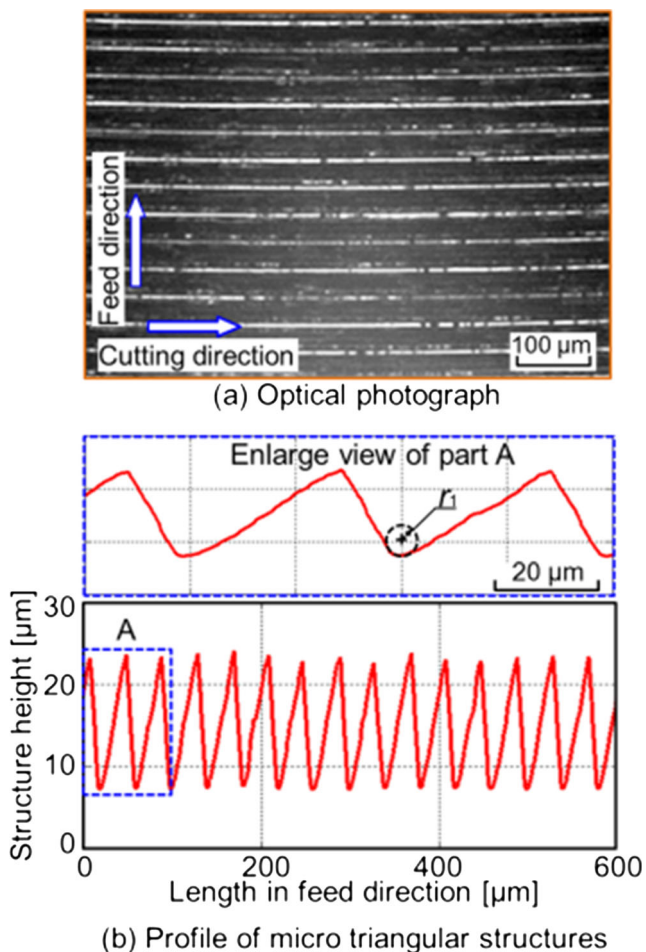 Feed direction
Cutting direction
100 µm
(a) Optical photograph
Enlarge view of part A
r1
20 µm
A
Structure height [µm]
30
20
10
0
0
200
400
600
Length in feed direction [µm]
(b) Profile of micro triangular structures